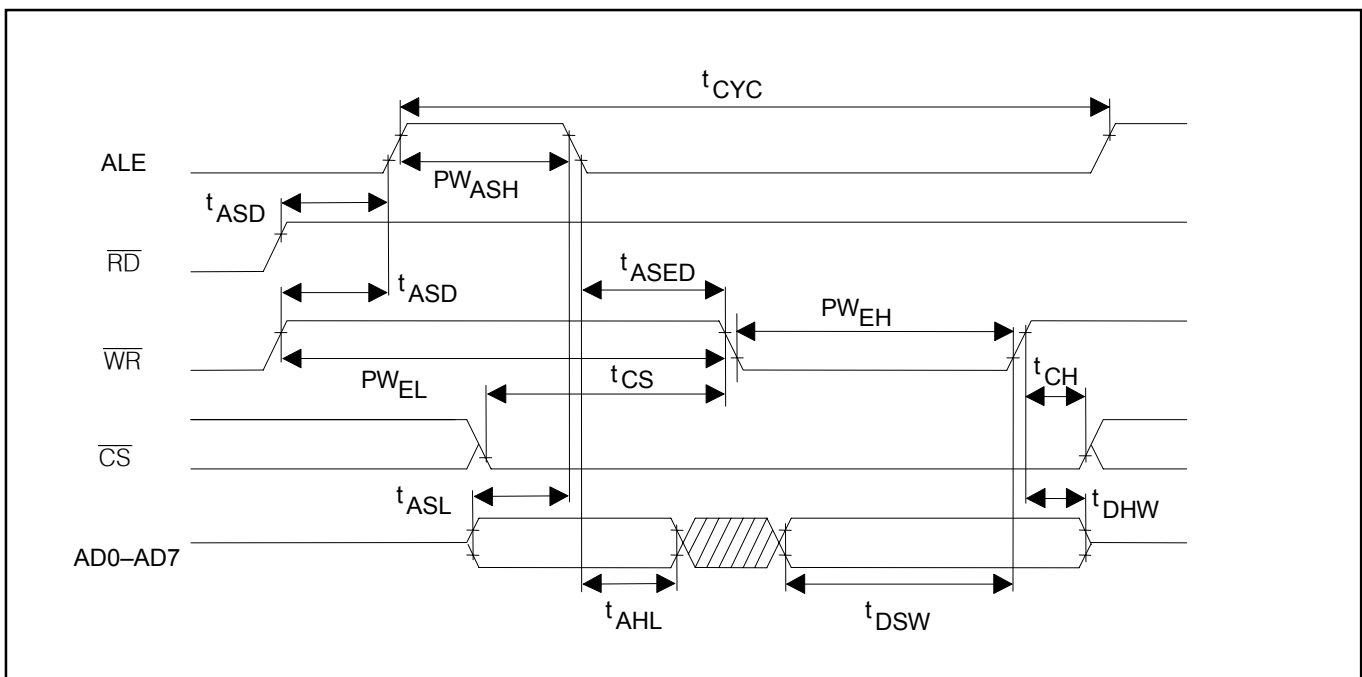 tCYC
ALE
PWASH
tASD
RD
tASED
tASD
PWEH
WR
tCS
tCH
PWEL
CS
tASL
tDHW
AD0–AD7
tAHL
tDSW